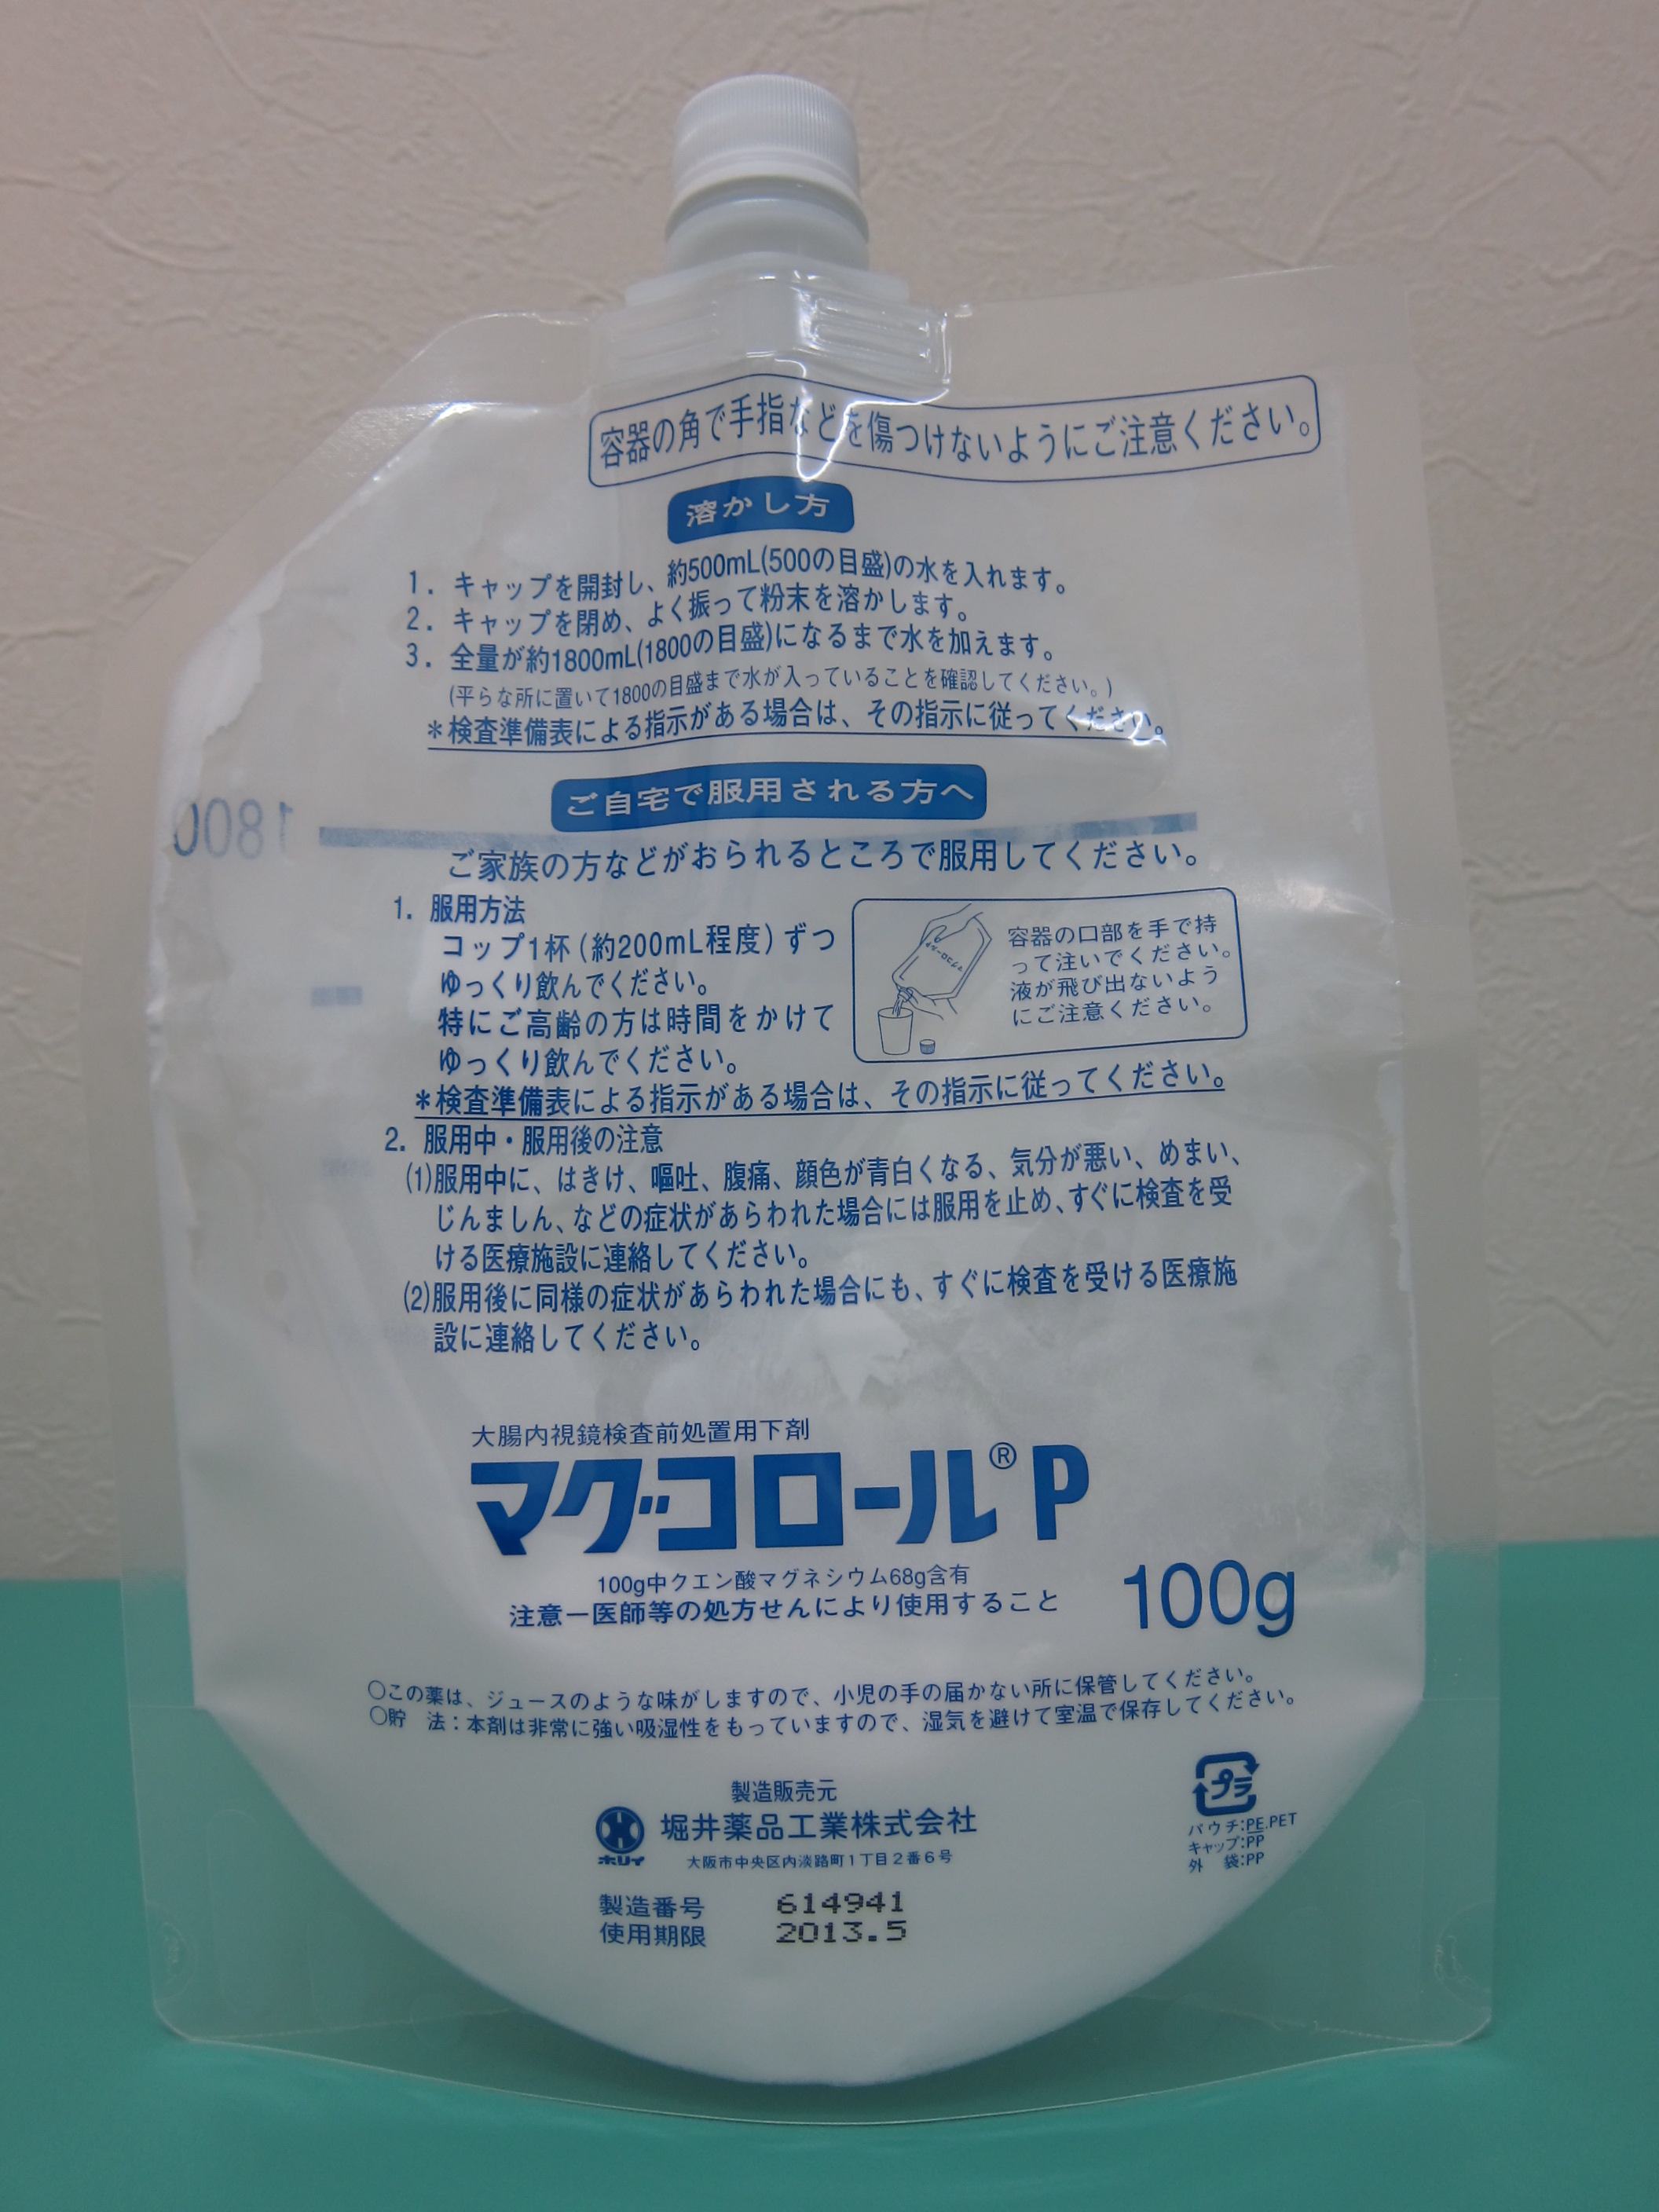 容器の角で手指などを傷つけないようにご注意ください。
溶かし方
1. キャップを開封し、約500mL(500の目盛)の水を入れます。
2. キャップを閉め、よく振って粉末を溶かします。
3. 全量が約1800mL(1800の目盛)になるまで水を加えます。
(平らな所に置いて1800の目盛まで水が入っていることを確認してください。)
*検査準備表による指示がある場合は、その指示に従ってください。
1800
ご自宅で服用される方へ
ご家族の方などがおられるところで服用してください。
1. 服用方法
コップ1杯(約200mL程度)ずつ
ゆっくり飲んでください。
特にご高齢の方は時間をかけて
ゆっくり飲んでください。
容器の口部を手で持
って注いでください。
液が飛び出ないよう
にご注意ください。
*検査準備表による指示がある場合は、その指示に従ってください。
2. 服用中・服用後の注意
(1)服用中に、はきけ、嘔吐、腹痛、顔色が青白くなる、気分が悪い、めまい、
じんましん、などの症状があらわれた場合には服用を止め、すぐに検査を受
ける医療施設に連絡してください。
(2)服用後に同様の症状があらわれた場合にも、すぐに検査を受ける医療施
設に連絡してください。
大腸内視鏡検査前処置用下剤
マグコロール® P
100g中クエン酸マグネシウム68g含有
注意―医師等の処方せんにより使用すること
100g
○この薬は、ジュースのような味がしますので、小児の手の届かない所に保管してください。
○貯 法:本剤は非常に強い吸湿性をもっていますので、湿気を避けて室温で保存してください。
製造販売元
ホリイ
堀井薬品工業株式会社
大阪市中央区内淡路町1丁目2番6号
プラ
パウチ:PE.PET
キャップ:PP
外 袋:PP
製造番号 614941
使用期限 2013.5